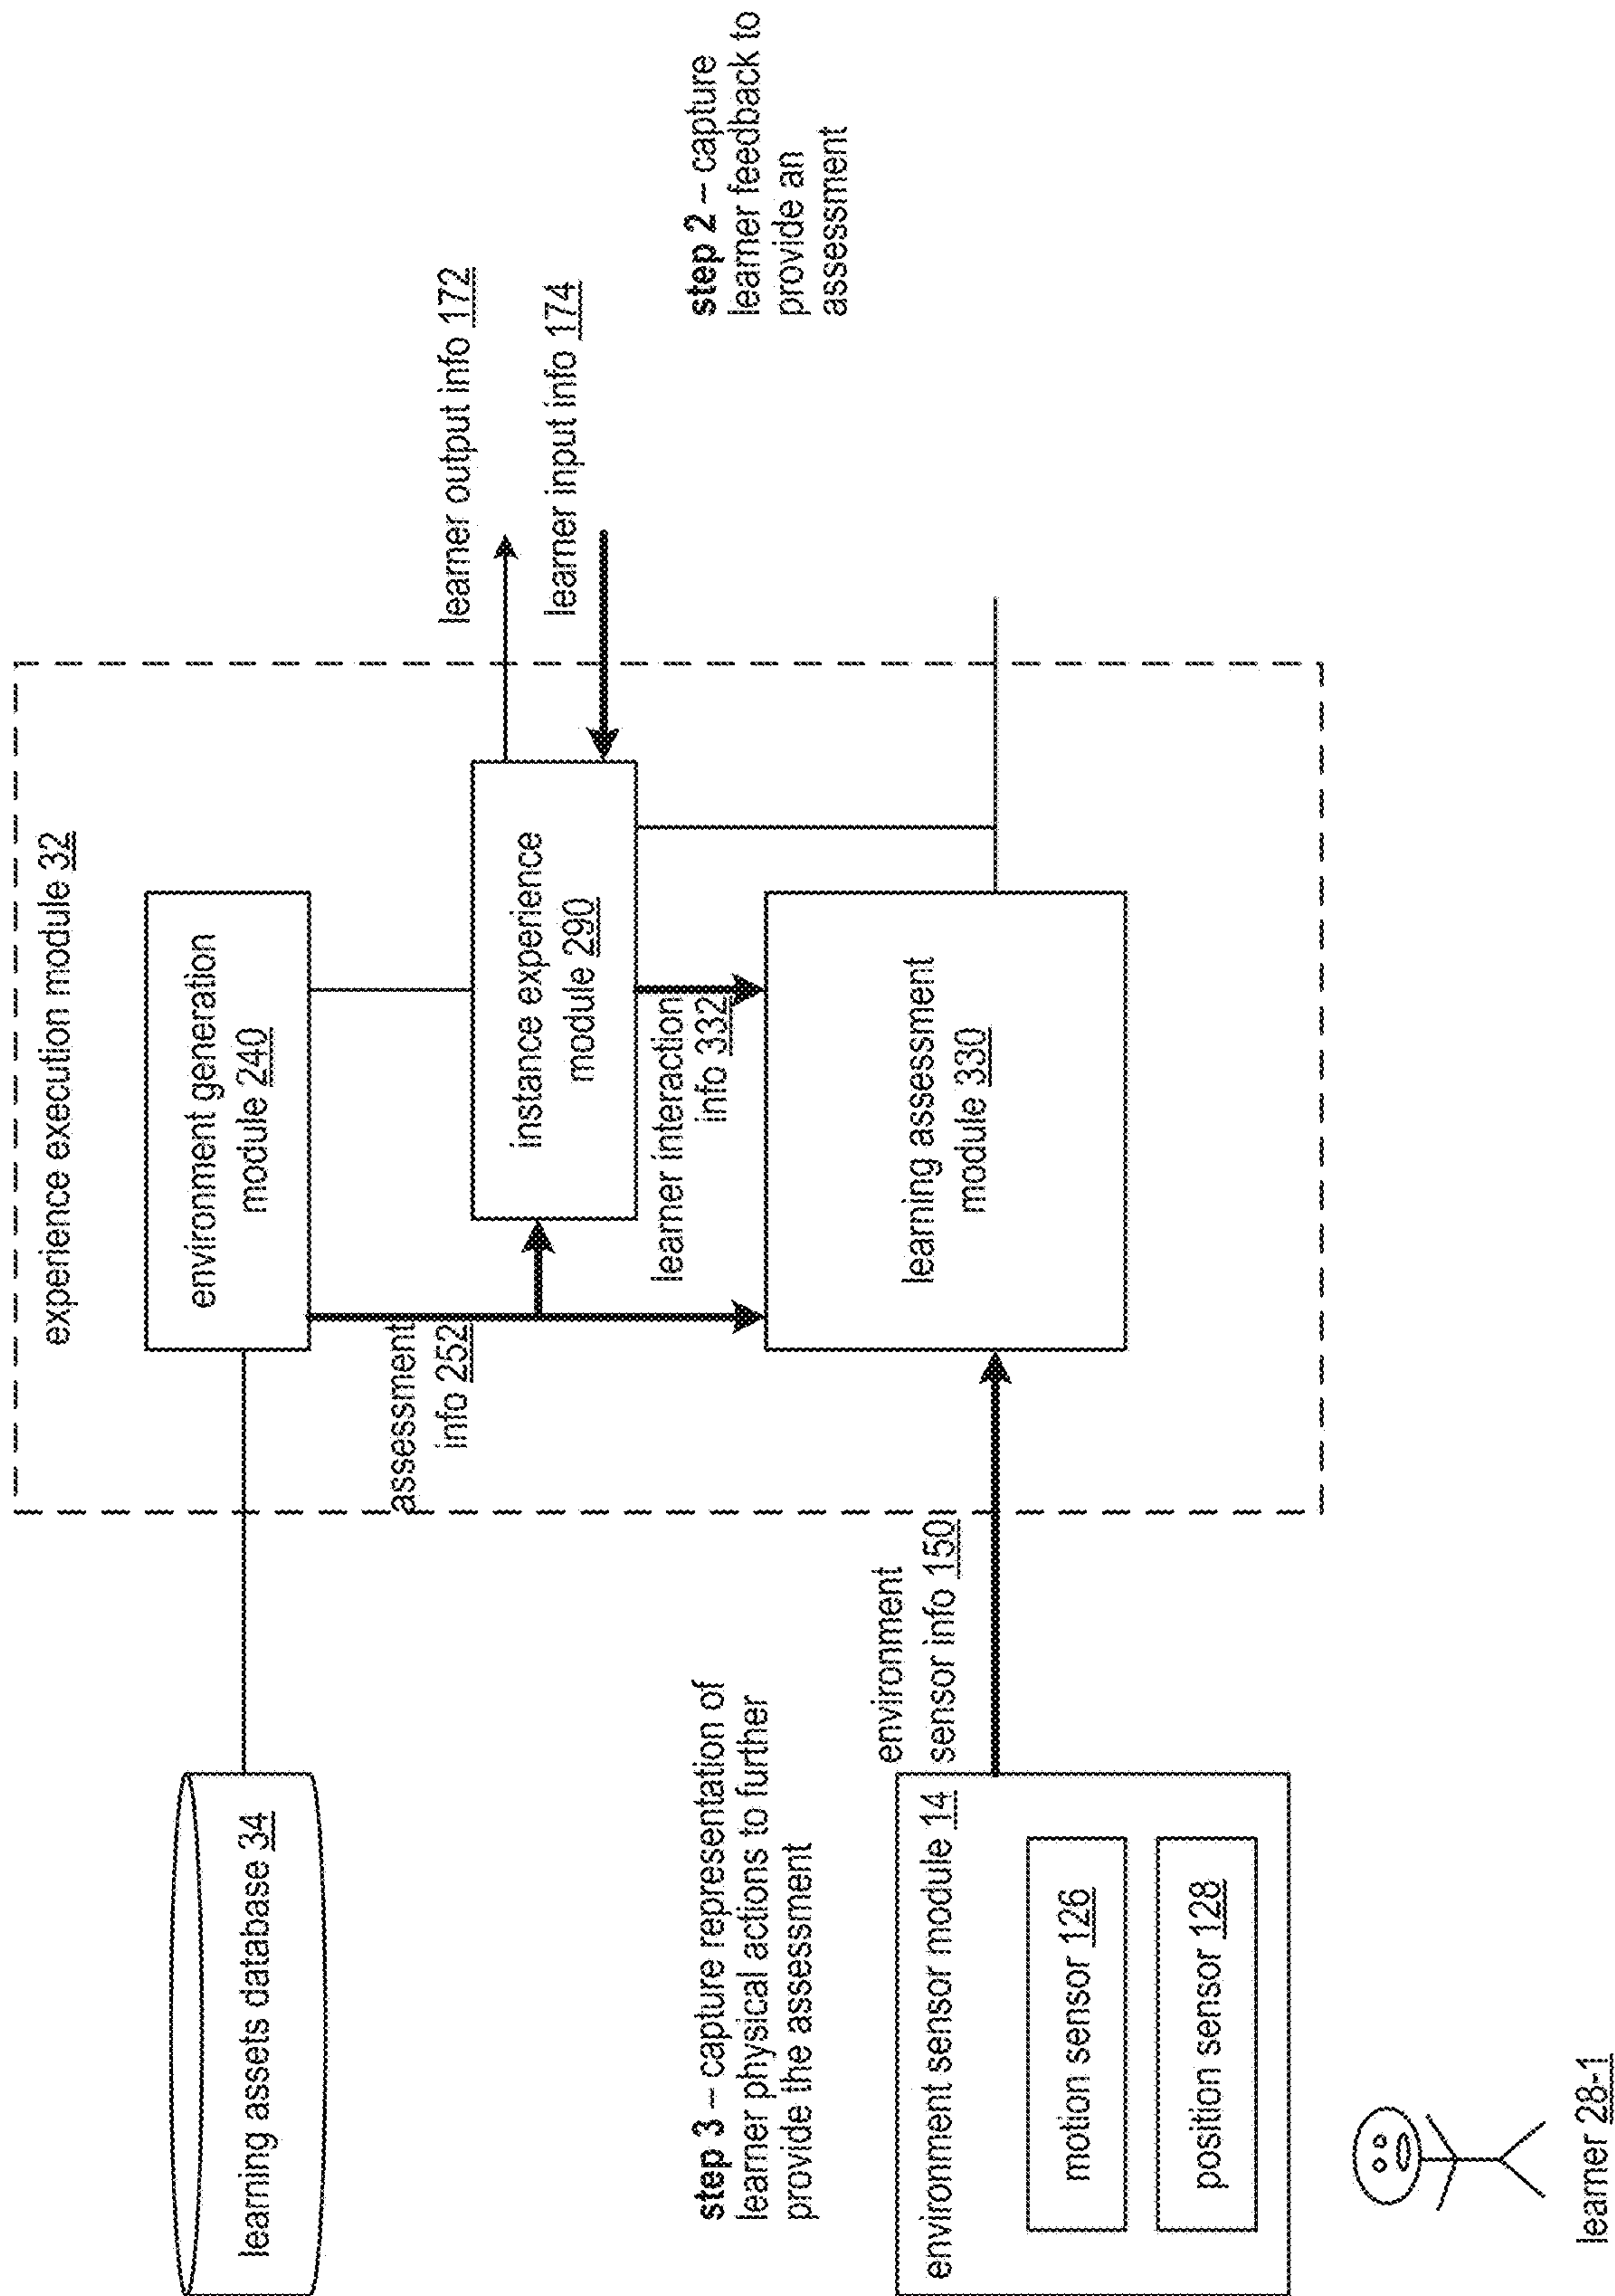 experience execution module 32
learning assets database 34
environment generation
module 240
assessment
info 252
instance experience
module 290
learner output info 172
learner input info 174
learner interaction
info 332
step 2 – capture
learner feedback to
provide an
assessment
step 3 – capture representation of
learner physical actions to further
provide the assessment
learning assessment
module 330
environment
sensor info 150
environment sensor module 14
motion sensor 126
position sensor 128
learner 28-1